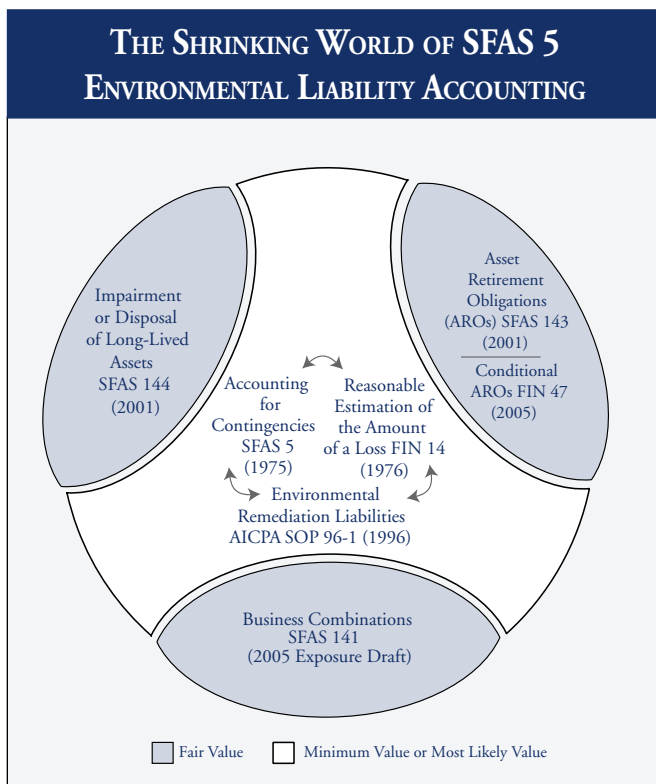 THE SHRINKING WORLD OF SFAS 5
ENVIRONMENTAL LIABILITY ACCOUNTING
Impairment
or Disposal
of Long-Lived
Assets
SFAS 144
(2001)
Asset
Retirement
Obligations
(AROs) SFAS 143
(2001)
Conditional
AROs FIN 47
(2005)
Accounting
for
Contingencies
SFAS 5
(1975)
Reasonable
Estimation of
the Amount
of a Loss FIN 14
(1976)
Environmental
Remediation Liabilities
AICPA SOP 96-1 (1996)
Business Combinations
SFAS 141
(2005 Exposure Draft)
Fair Value
Minimum Value or Most Likely Value